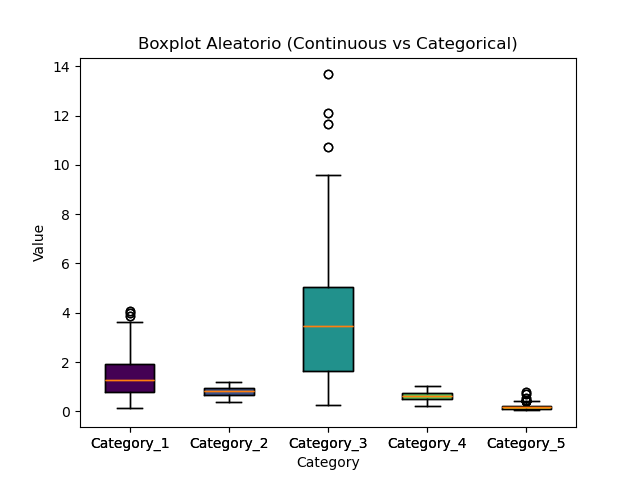 Boxplot Aleatorio (Continuous vs Categorical)
14
12
10
8
6
4
2
0
Value
Category_1 Category_2 Category_3 Category_4 Category_5
Category